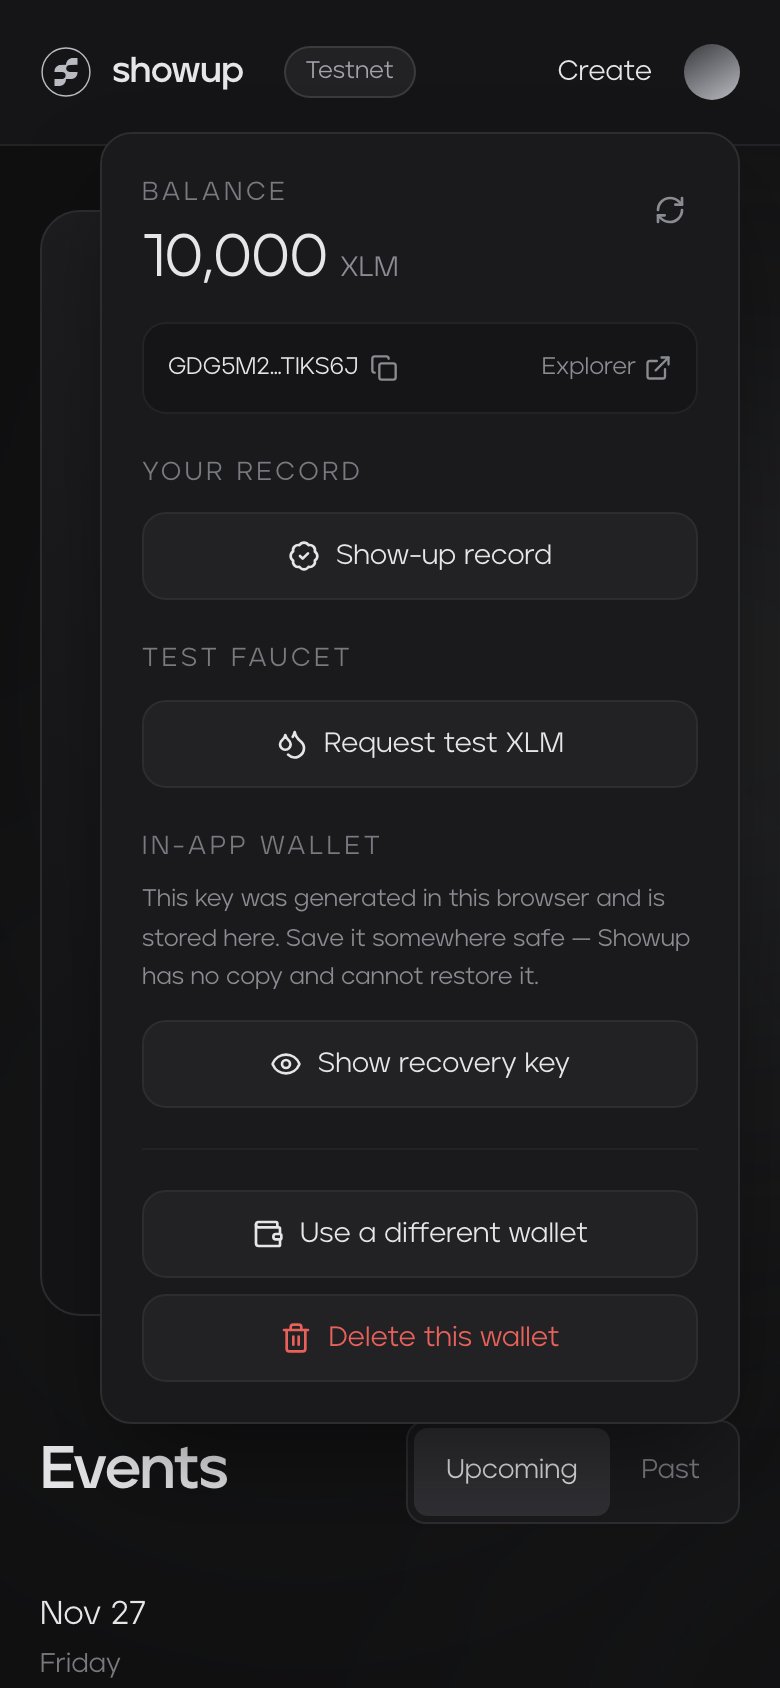 showup
Testnet
Create
BALANCE
10,000 XLM
GDG5M2...TIKS6J
Explorer
YOUR RECORD
Show-up record
TEST FAUCET
Request test XLM
IN-APP WALLET
This key was generated in this browser and is
stored here. Save it somewhere safe — Showup
has no copy and cannot restore it.
Show recovery key
Use a different wallet
Delete this wallet
Events
Upcoming
Past
Nov 27
Friday